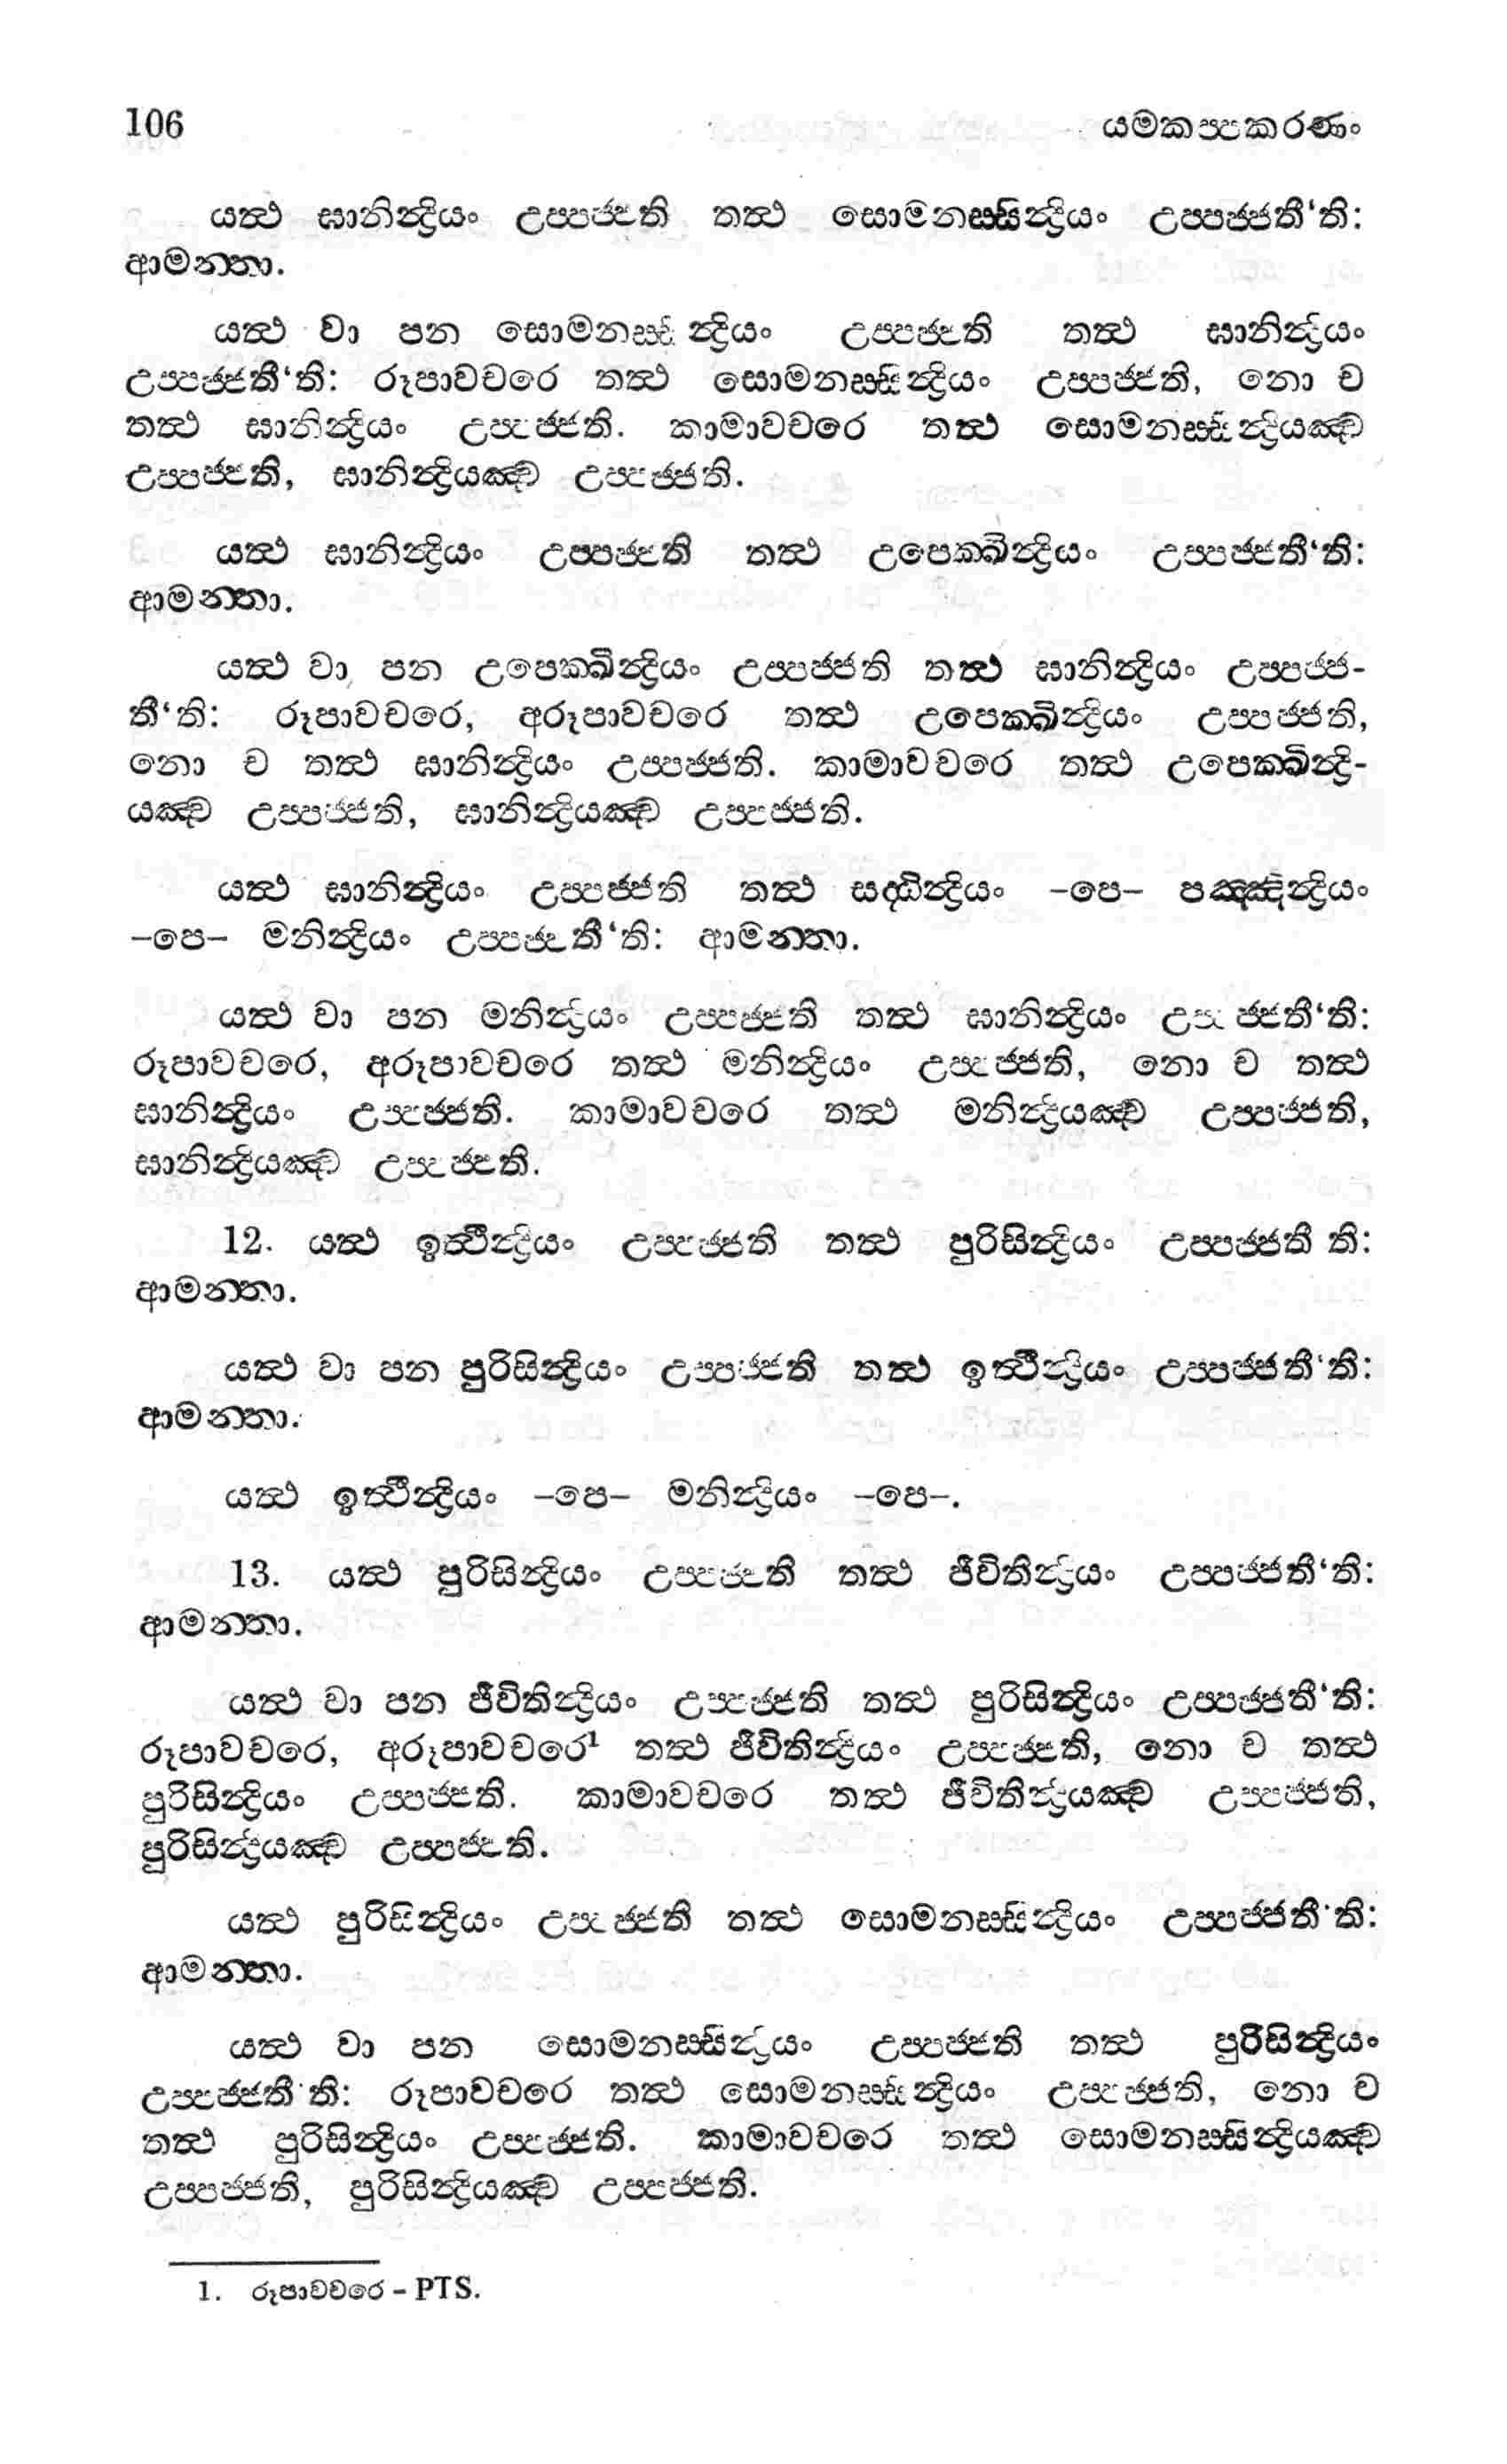 106 යමකප්පකරණං
යත්ථ ඝානින්ද්‍රියං උප්පජ්ජති තත්ථ සොමනස්සින්ද්‍රියං උප්පජ්ජතී‘ති:
ආමන්තා.
යත්ථ වා පන සොමනස්සින්ද්‍රියං උප්පජ්ජති තත්ථ ඝානින්ද්‍රියං
උප්පජ්ජතී‘ති: රූපාවචරෙ තත්ථ සොමනස්සින්ද්‍රියං උප්පජ්ජති, නො ච
තත්ථ ඝානින්ද්‍රියං උප්පජ්ජති. කාමාවචරෙ තත්ථ සොමනස්සින්ද්‍රියඤ්ච
උප්පජ්ජති, ඝානින්ද්‍රියඤ්ච උප්පජ්ජති.
යත්ථ ඝානින්ද්‍රියං උප්පජ්ජති තත්ථ උපෙක්ඛින්ද්‍රියං උප්පජ්ජතී‘ති:
ආමන්තා.
යත්ථ වා පන උපෙක්ඛින්ද්‍රියං උප්පජ්ජති තත්ථ ඝානින්ද්‍රියං උප්පජ්ජ-
තී‘ති: රූපාවචරෙ, අරූපාවචරෙ තත්ථ උපෙක්ඛින්ද්‍රියං උප්පජ්ජති,
නො ච තත්ථ ඝානින්ද්‍රියං උප්පජ්ජති. කාමාවචරෙ තත්ථ උපෙක්ඛින්ද්‍රි-
යඤ්ච උප්පජ්ජති, ඝානින්ද්‍රියඤ්ච උප්පජ්ජති.
යත්ථ ඝානින්ද්‍රියං උප්පජ්ජති තත්ථ සද්ධින්ද්‍රියං –පෙ– පඤ්ඤින්ද්‍රියං
–පෙ– මනින්ද්‍රියං උප්පජ්ජතී‘ති: ආමන්තා.
යත්ථ වා පන මනින්ද්‍රියං උප්පජ්ජති තත්ථ ඝානින්ද්‍රියං උප්පජ්ජතී‘ති:
රූපාවචරෙ, අරූපාවචරෙ තත්ථ මනින්ද්‍රියං උප්පජ්ජති, නො ච තත්ථ
ඝානින්ද්‍රියං උප්පජ්ජති. කාමාවචරෙ තත්ථ මනින්ද්‍රියඤ්ච උප්පජ්ජති,
ඝානින්ද්‍රියඤ්ච උප්පජ්ජති.
12. යත්ථ ඉත්ථින්ද්‍රියං උප්පජ්ජති තත්ථ පුරිසින්ද්‍රියං උප්පජ්ජතී ති:
ආමන්තා.
යත්ථ වා පන පුරිසින්ද්‍රියං උප්පජ්ජති තත්ථ ඉත්ථින්ද්‍රියං උප්පජ්ජතී‘ති:
ආමන්තා.
යත්ථ ඉත්ථින්ද්‍රියං –පෙ– මනින්ද්‍රියං –පෙ–.
13. යත්ථ පුරිසින්ද්‍රියං උප්පජ්ජති තත්ථ ජීවිතින්ද්‍රියං උප්පජ්ජතී‘ති:
ආමන්තා.
යත්ථ වා පන ජීවිතින්ද්‍රියං උප්පජ්ජති තත්ථ පුරිසින්ද්‍රියං උප්පජ්ජතී‘ති:
රූපාවචරෙ, අරූපාවචරෙ¹ තත්ථ ජීවිතින්ද්‍රියං උප්පජ්ජති, නො ච තත්ථ
පුරිසින්ද්‍රියං උප්පජ්ජති. කාමාවචරෙ තත්ථ ජීවිතින්ද්‍රියඤ්ච උප්පජ්ජති,
පුරිසින්ද්‍රියඤ්ච උප්පජ්ජති.
යත්ථ පුරිසින්ද්‍රියං උප්පජ්ජති තත්ථ සොමනස්සින්ද්‍රියං උප්පජ්ජතී‘ති:
ආමන්තා.
යත්ථ වා පන සොමනස්සින්ද්‍රියං උප්පජ්ජති තත්ථ පුරිසින්ද්‍රියං
උප්පජ්ජතී‘ති: රූපාවචරෙ තත්ථ සොමනස්සින්ද්‍රියං උප්පජ්ජති, නො ච
තත්ථ පුරිසින්ද්‍රියං උප්පජ්ජති. කාමාවචරෙ තත්ථ සොමනස්සින්ද්‍රියඤ්ච
උප්පජ්ජති, පුරිසින්ද්‍රියඤ්ච උප්පජ්ජති.
1. රූපාවචරෙ – PTS.